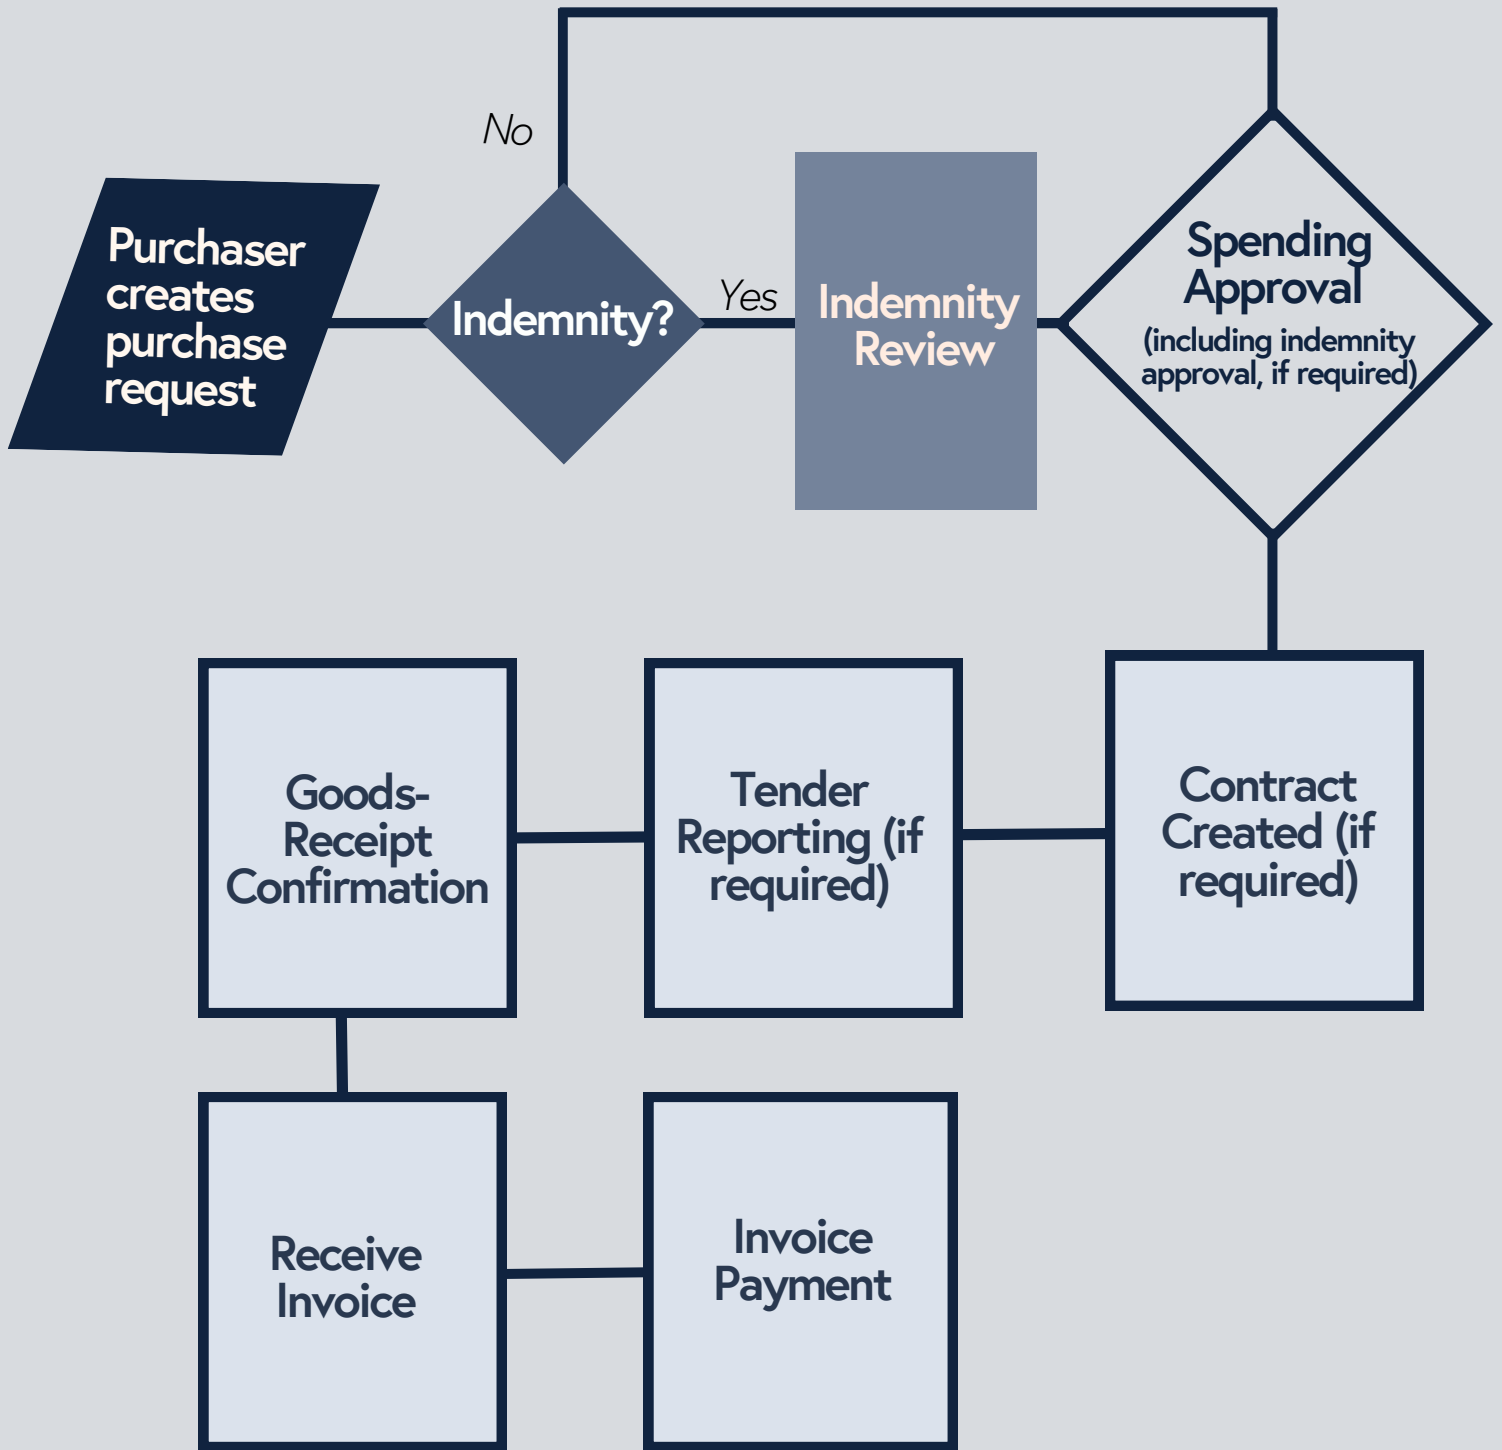 No
Purchaser
creates
purchase
request
Indemnity?
Yes
Indemnity
Review
Spending
Approval
(including indemnity
approval, if required)
Contract
Created (if
required)
Tender
Reporting (if
required)
Goods-
Receipt
Confirmation
Receive
Invoice
Invoice
Payment